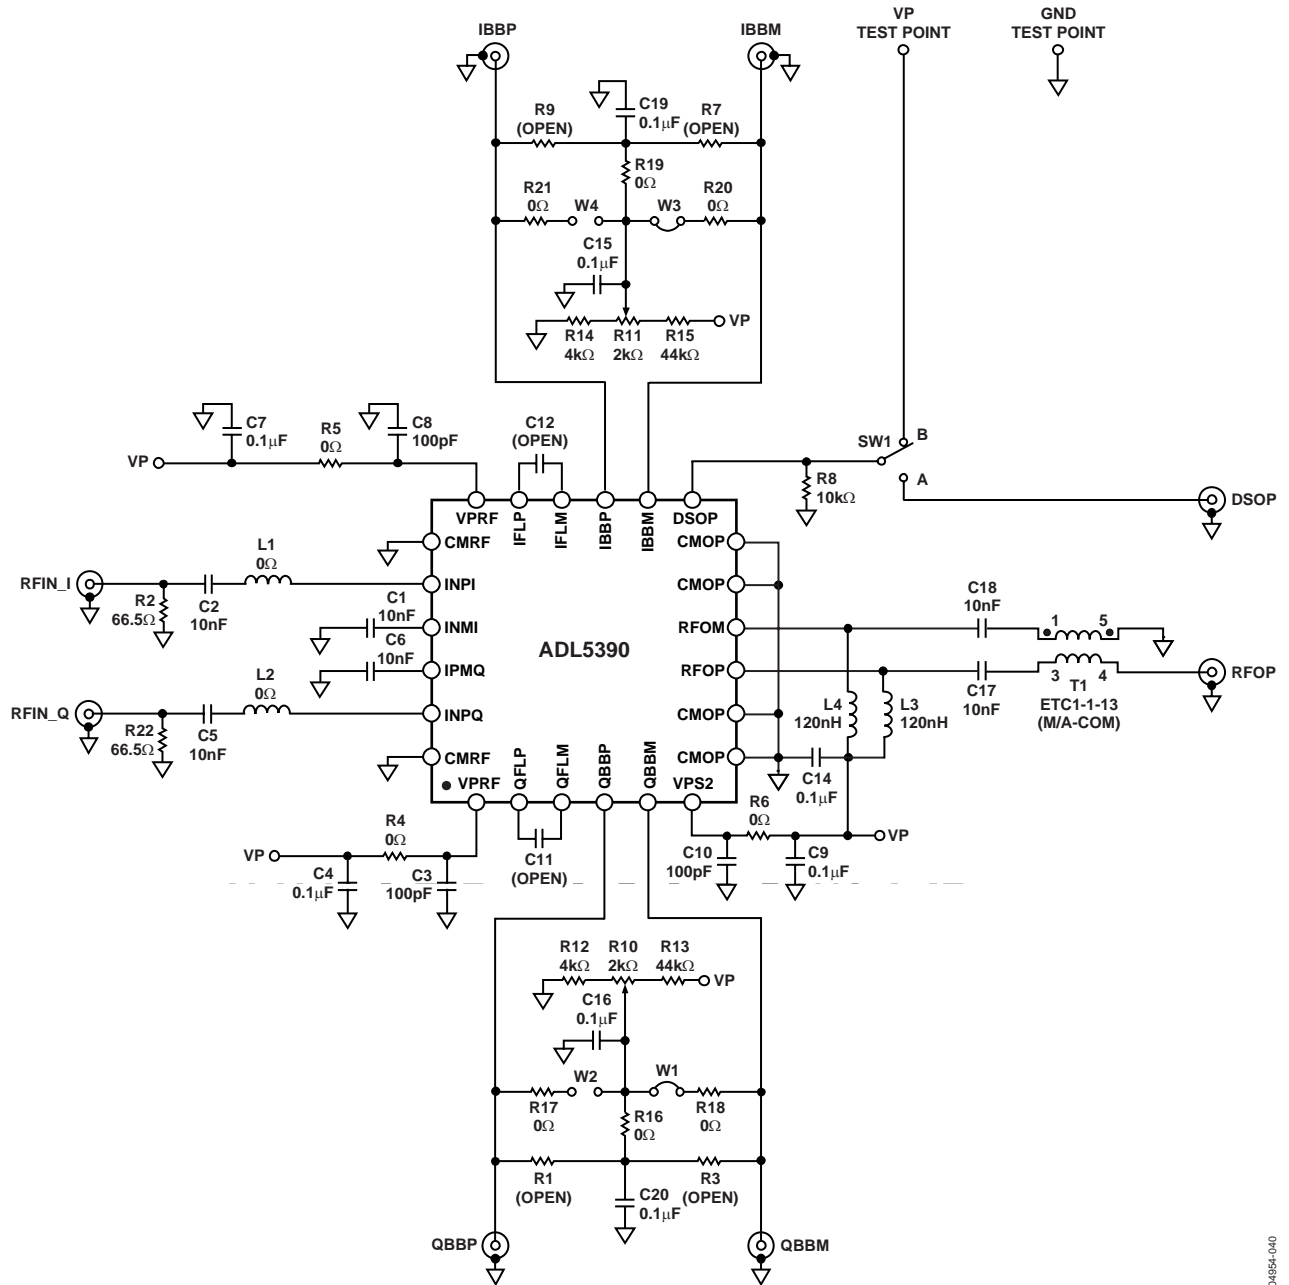 IBBP
IBBM
VP
TEST POINT
GND
TEST POINT
R9
(OPEN)
C19
0.1µF
R7
(OPEN)
R19
0Ω
R21
0Ω
W4
W3
R20
0Ω
C15
0.1µF
VP
R14
4kΩ
R11
2kΩ
R15
44kΩ
C7
0.1µF
R5
0Ω
C8
100pF
C12
(OPEN)
VP
SW1
B
A
R8
10kΩ
DSOP
VPRF
IFLP
IFLM
IBBP
IBBM
DSOP
CMRF
CMOP
L1
0Ω
RFIN_I
INPI
CMOP
R2
66.5Ω
C2
10nF
C1
10nF
INMI
RFOM
C18
10nF
1
5
C6
10nF
ADL5390
IPMQ
RFOP
3
4
RFOP
C17
10nF
T1
ETC1-1-13
(M/A-COM)
L2
0Ω
RFIN_Q
INPQ
CMOP
L4
120nH
L3
120nH
R22
66.5Ω
C5
10nF
CMRF
CMOP
VPRF
QFLP
QFLM
QBBP
QBBM
VPS2
C14
0.1µF
R4
0Ω
R6
0Ω
VP
VP
C4
0.1µF
C3
100pF
C11
(OPEN)
C10
100pF
C9
0.1µF
R12
4kΩ
R10
2kΩ
R13
44kΩ
VP
C16
0.1µF
W2
W1
R17
0Ω
R16
0Ω
R18
0Ω
R1
(OPEN)
C20
0.1µF
R3
(OPEN)
QBBP
QBBM
04954-040